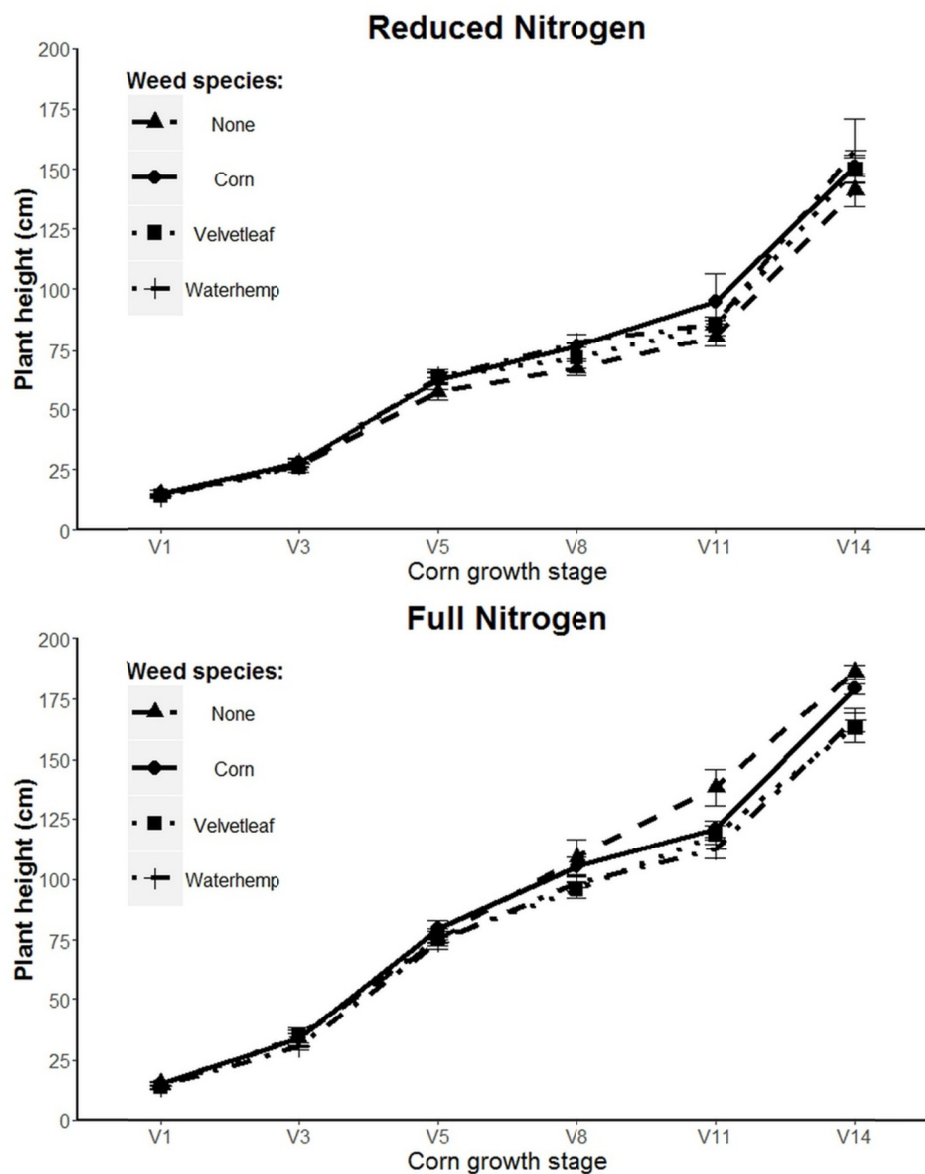 Reduced Nitrogen
200
175
150
125
100
75
50
25
0
Plant height (cm)
Weed species:
None
Corn
Velvetleaf
Waterhemp
V1 V3 V5 V8 V11 V14
Corn growth stage
Full Nitrogen
200
175
150
125
100
75
50
25
0
Plant height (cm)
Weed species:
None
Corn
Velvetleaf
Waterhemp
V1 V3 V5 V8 V11 V14
Corn growth stage